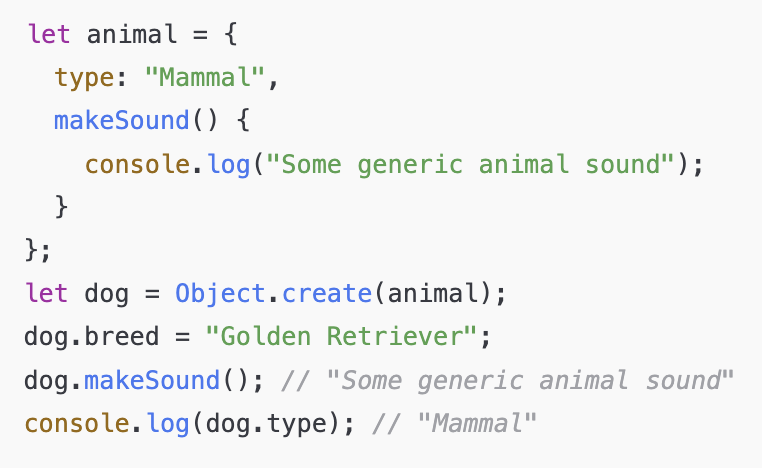 let animal = {
  type: "Mammal",
  makeSound() {
    console.log("Some generic animal sound");
  }
};
let dog = Object.create(animal);
dog.breed = "Golden Retriever";
dog.makeSound(); // "Some generic animal sound"
console.log(dog.type); // "Mammal"